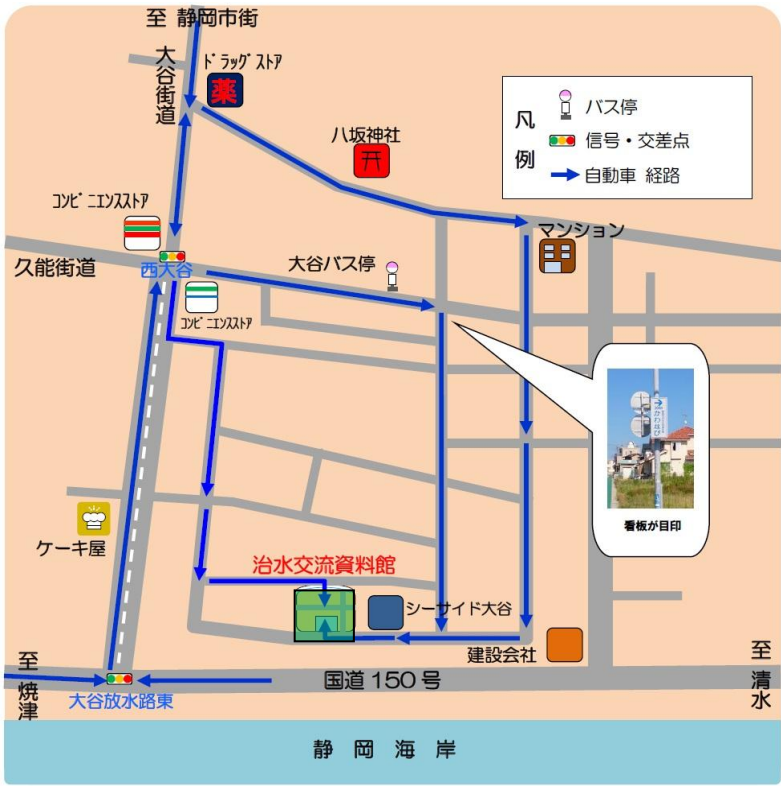 至 静岡市街
大谷街道
ドラッグストア
薬
八坂神社
凡例
バス停
信号・交差点
自動車 経路
コンビニエンスストア
久能街道
西大谷
大谷バス停
マンション
コンビニエンスストア
看板が目印
ケーキ屋
治水交流資料館
シーサイド大谷
建設会社
至 焼津
大谷放水路東
国道150号
至 清水
静岡海岸